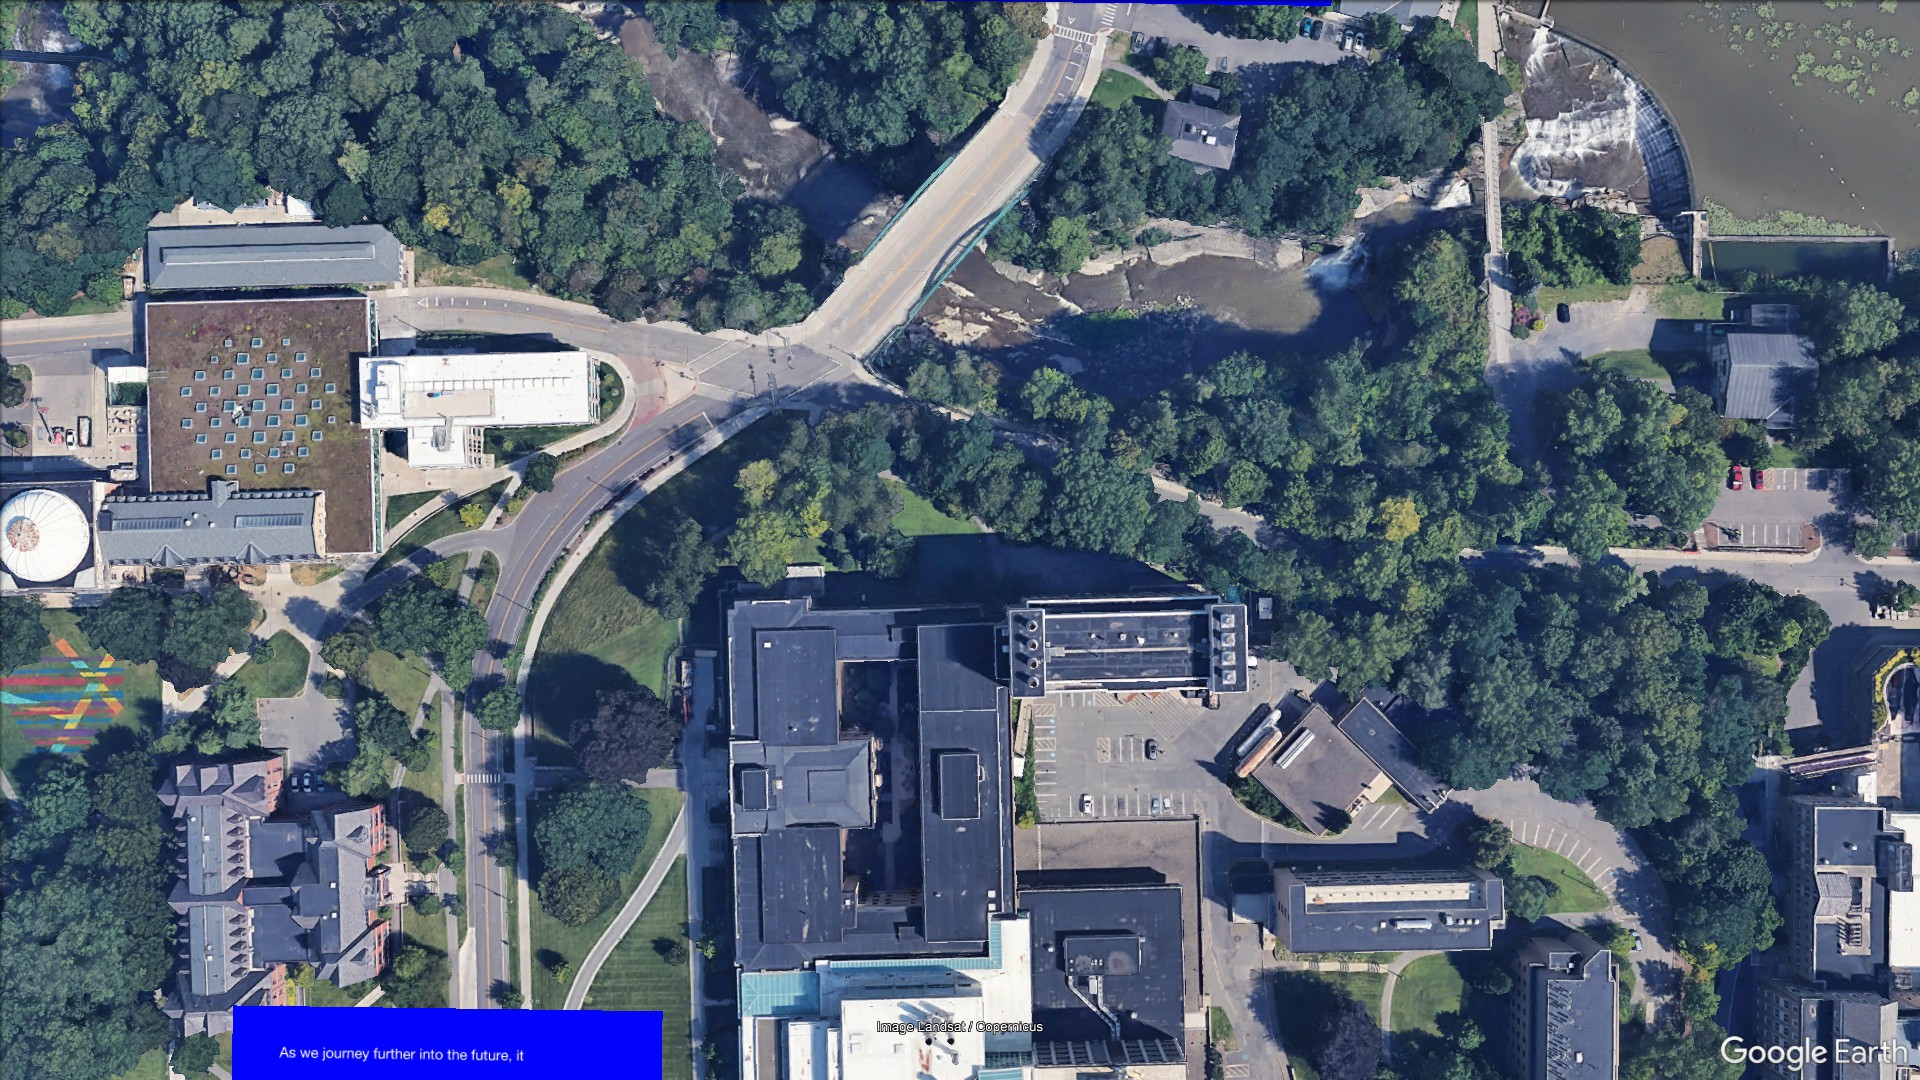 Image Landsat / Copernicus
Google Earth
As we journey further into the future, it